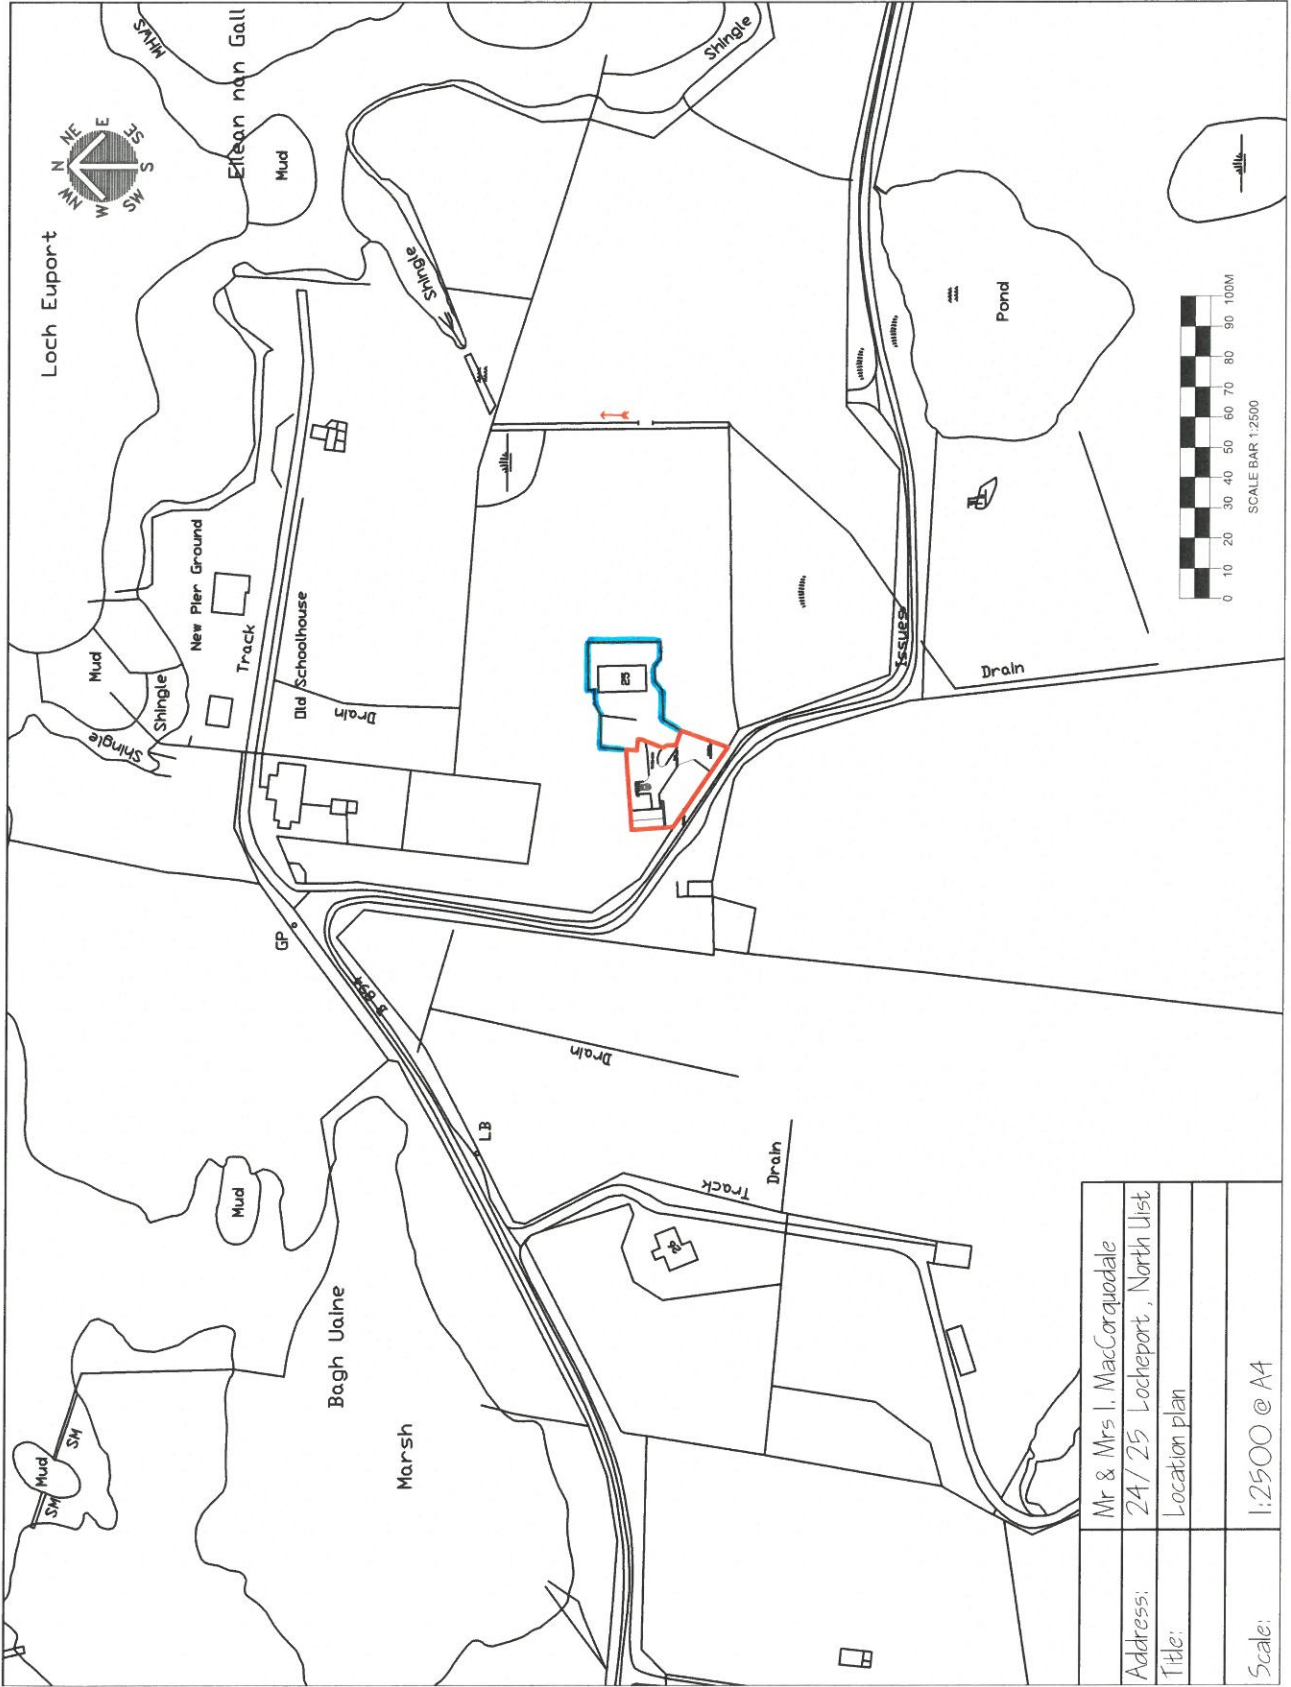 Loch Euport
N
NE
E
SE
S
SW
W
NW
MHWS
Eilean nan Gall
Mud
Shingle
Shingle
Mud
Shingle
Shingle
New Pier Ground
Track
Old Schoolhouse
Drain
25
GP
B 894
Drain
LB
Track
Drain
26
Mud
Bagh Uaine
Marsh
Mud
SM
SM
Issues
Drain
Pond
0 10 20 30 40 50 60 70 80 90 100M
SCALE BAR 1:2500
Mr & Mrs I. MacCorquodale
Address: 24/ 25 Locheport , North Uist
Title: Location plan
Scale: 1:2500 @ A4